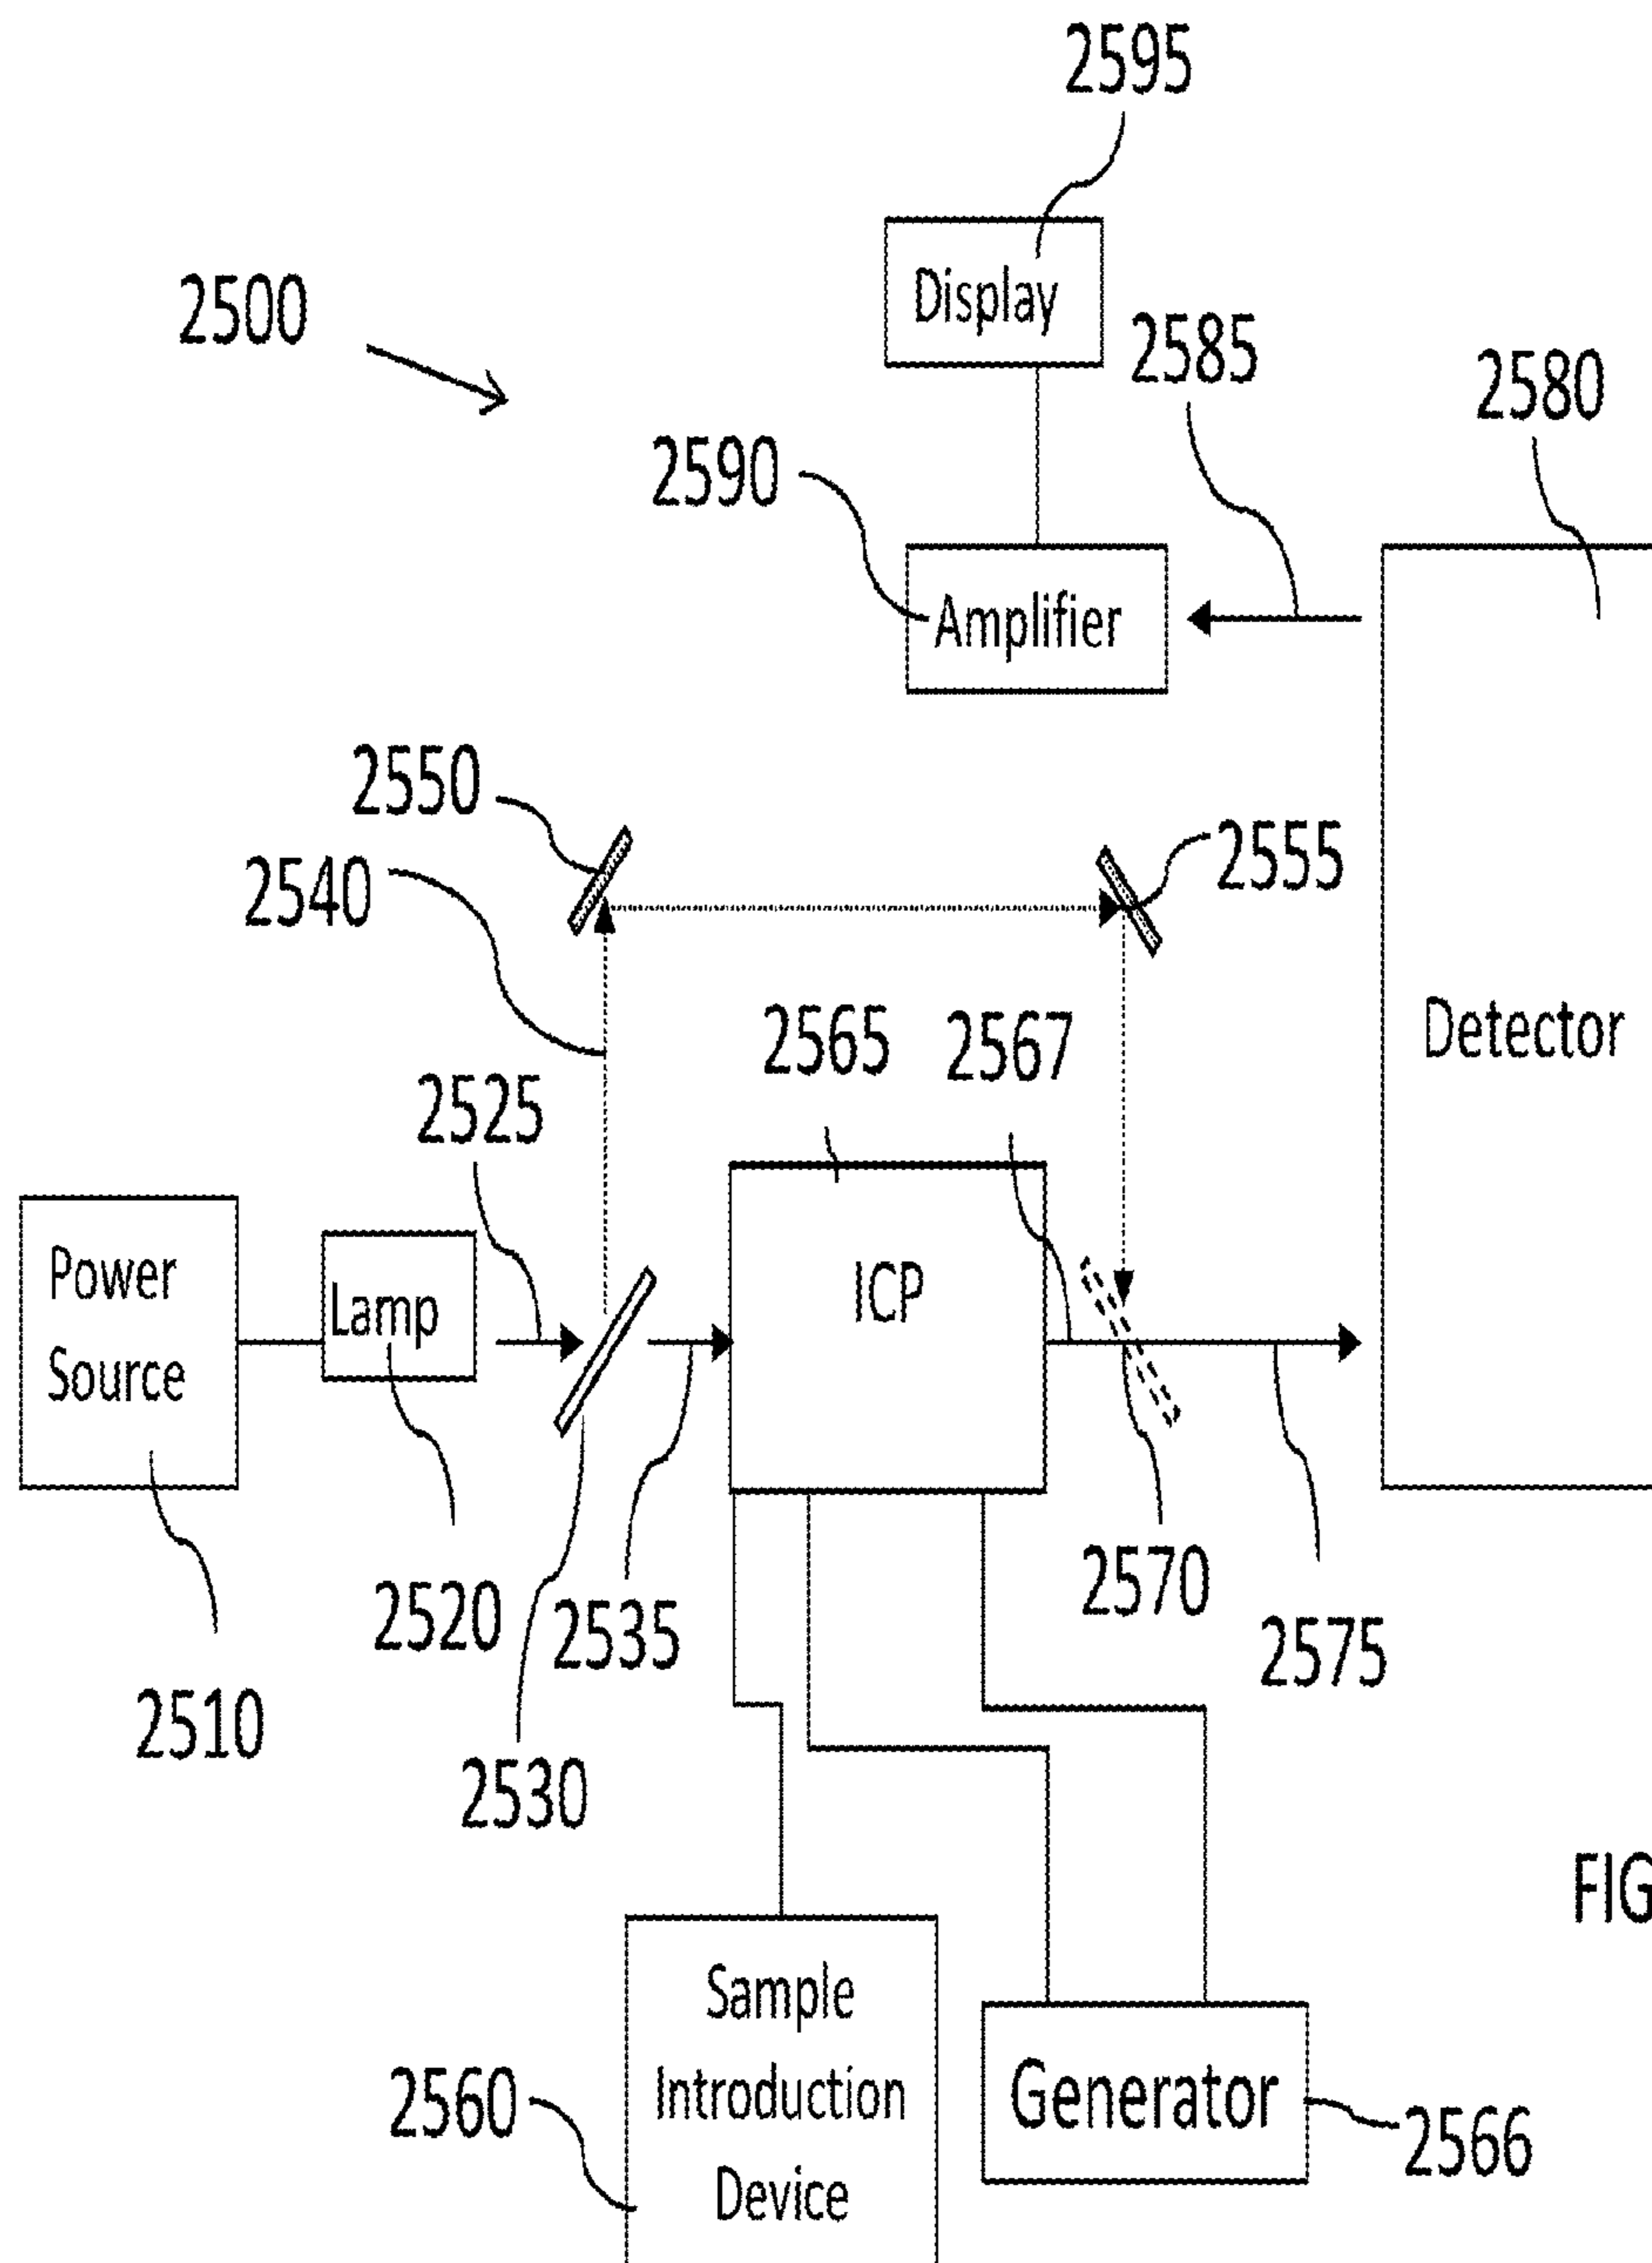 2595
Display
2500
2585
2580
2590
Amplifier
2550
2555
2540
2565
2567
Detector
2525
Power
Source
Lamp
ICP
2520
2535
2570
2575
2510
2530
FIG
Sample
Introduction
Device
Generator
2560
2566